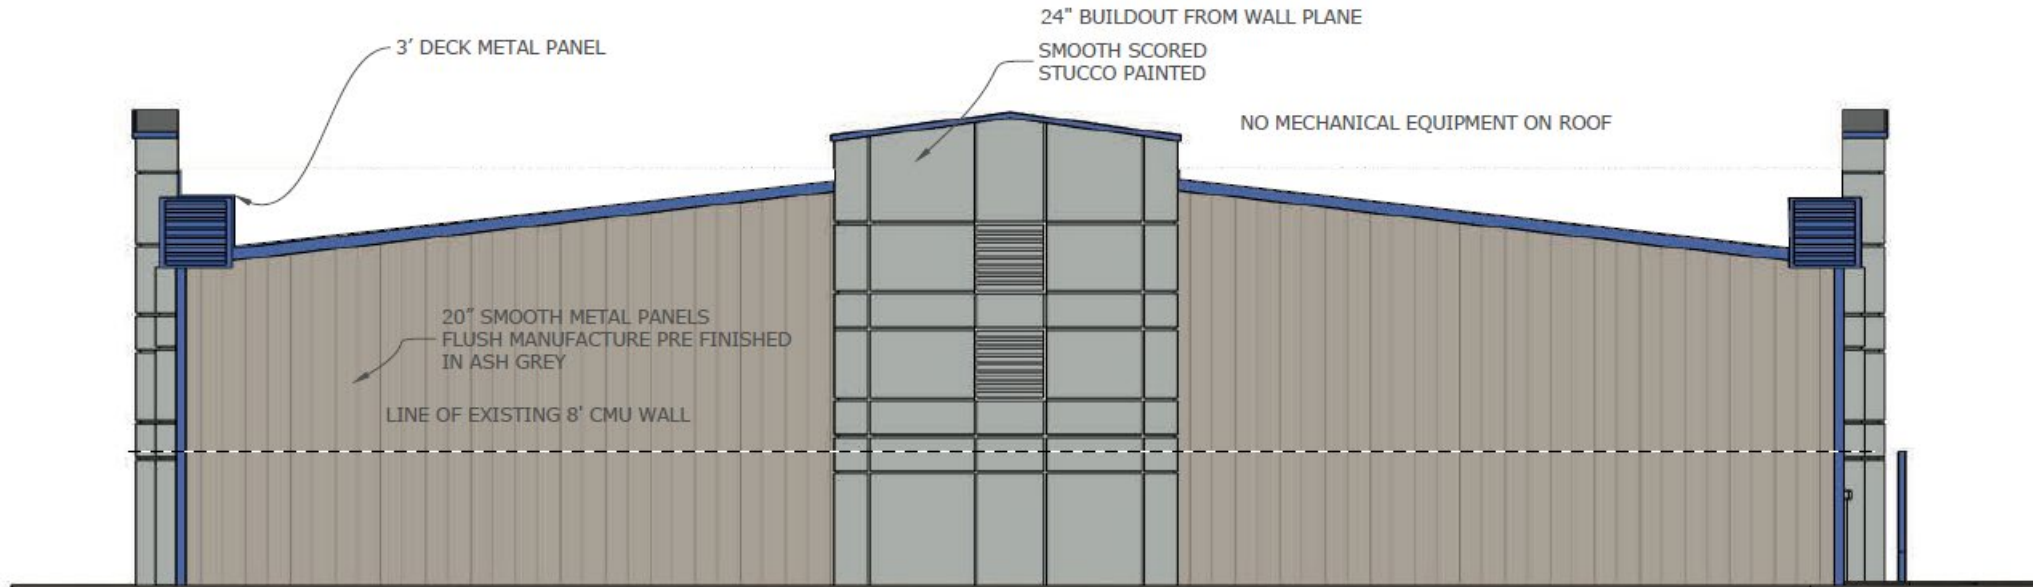 24" BUILDOUT FROM WALL PLANE
3' DECK METAL PANEL
SMOOTH SCORED
STUCCO PAINTED
NO MECHANICAL EQUIPMENT ON ROOF
20" SMOOTH METAL PANELS
FLUSH MANUFACTURE PRE FINISHED
IN ASH GREY
LINE OF EXISTING 8' CMU WALL